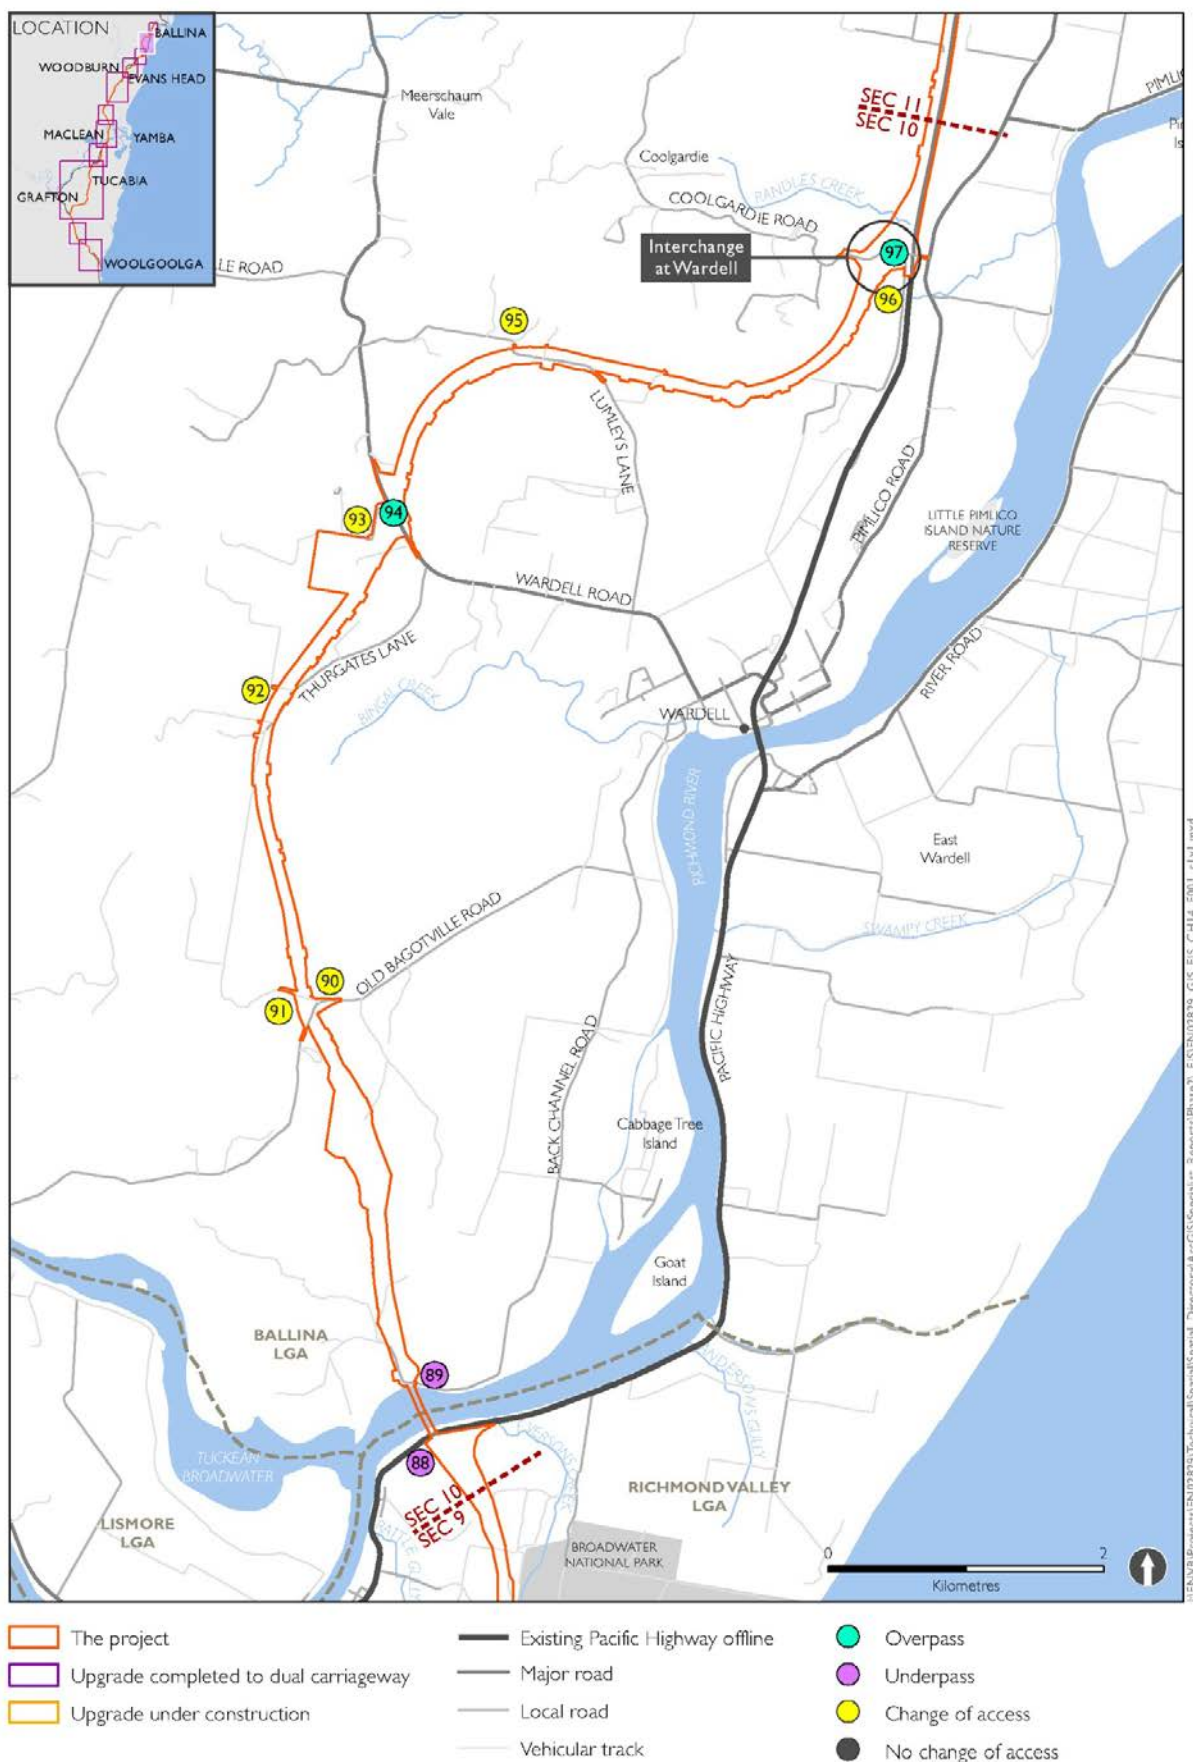 LOCATION
BALLINA
WOODBURN
EVANS HEAD
MACLEAN
YAMBA
TUCABIA
GRAFTON
WOOLGOOLGA
LE ROAD
Meerschaum
Vale
SEC 11
SEC 10
Coolgardie
RANDLES CREEK
COOLGARDIE ROAD
Interchange
at Wardell
97
96
95
LUMLEYS LANE
94
93
PIMLICO ROAD
LITTLE PIMLICO
ISLAND NATURE
RESERVE
WARDELL ROAD
THURGATES LANE
92
BINGAL CREEK
RIVER ROAD
WARDELL
RICHMOND RIVER
East
Wardell
SWAMPY CREEK
OLD BAGOTVILLE ROAD
90
91
PACIFIC HIGHWAY
BACK CHANNEL ROAD
Cabbage Tree
Island
Goat
Island
BALLINA
LGA
89
88
TUCKEAN
BROADWATER
SEC 10
SEC 9
RICHMOND VALLEY
LGA
LISMORE
LGA
BROADWATER
NATIONAL PARK
0 2
Kilometres
The project
Upgrade completed to dual carriageway
Upgrade under construction
Existing Pacific Highway offline
Major road
Local road
Vehicular track
Overpass
Underpass
Change of access
No change of access